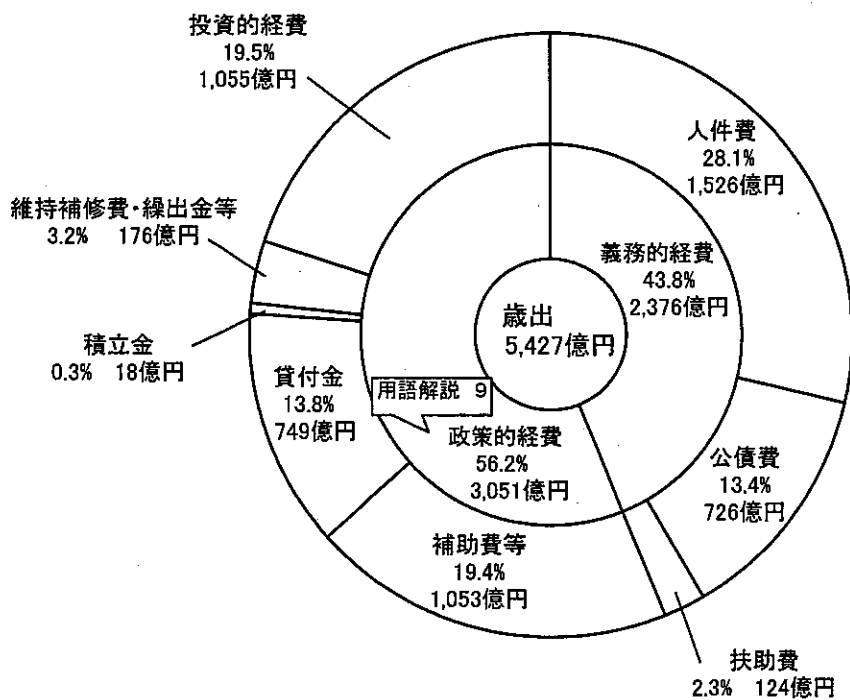 投資的経費
19.5%
1,055億円
人件費
28.1%
1,526億円
維持補修費・繰出金等
3.2% 176億円
義務的経費
43.8%
2,376億円
歳出
5,427億円
積立金
0.3% 18億円
貸付金
13.8%
749億円
用語解説 9
政策的経費
56.2%
3,051億円
公債費
13.4%
726億円
補助費等
19.4%
1,053億円
扶助費
2.3% 124億円